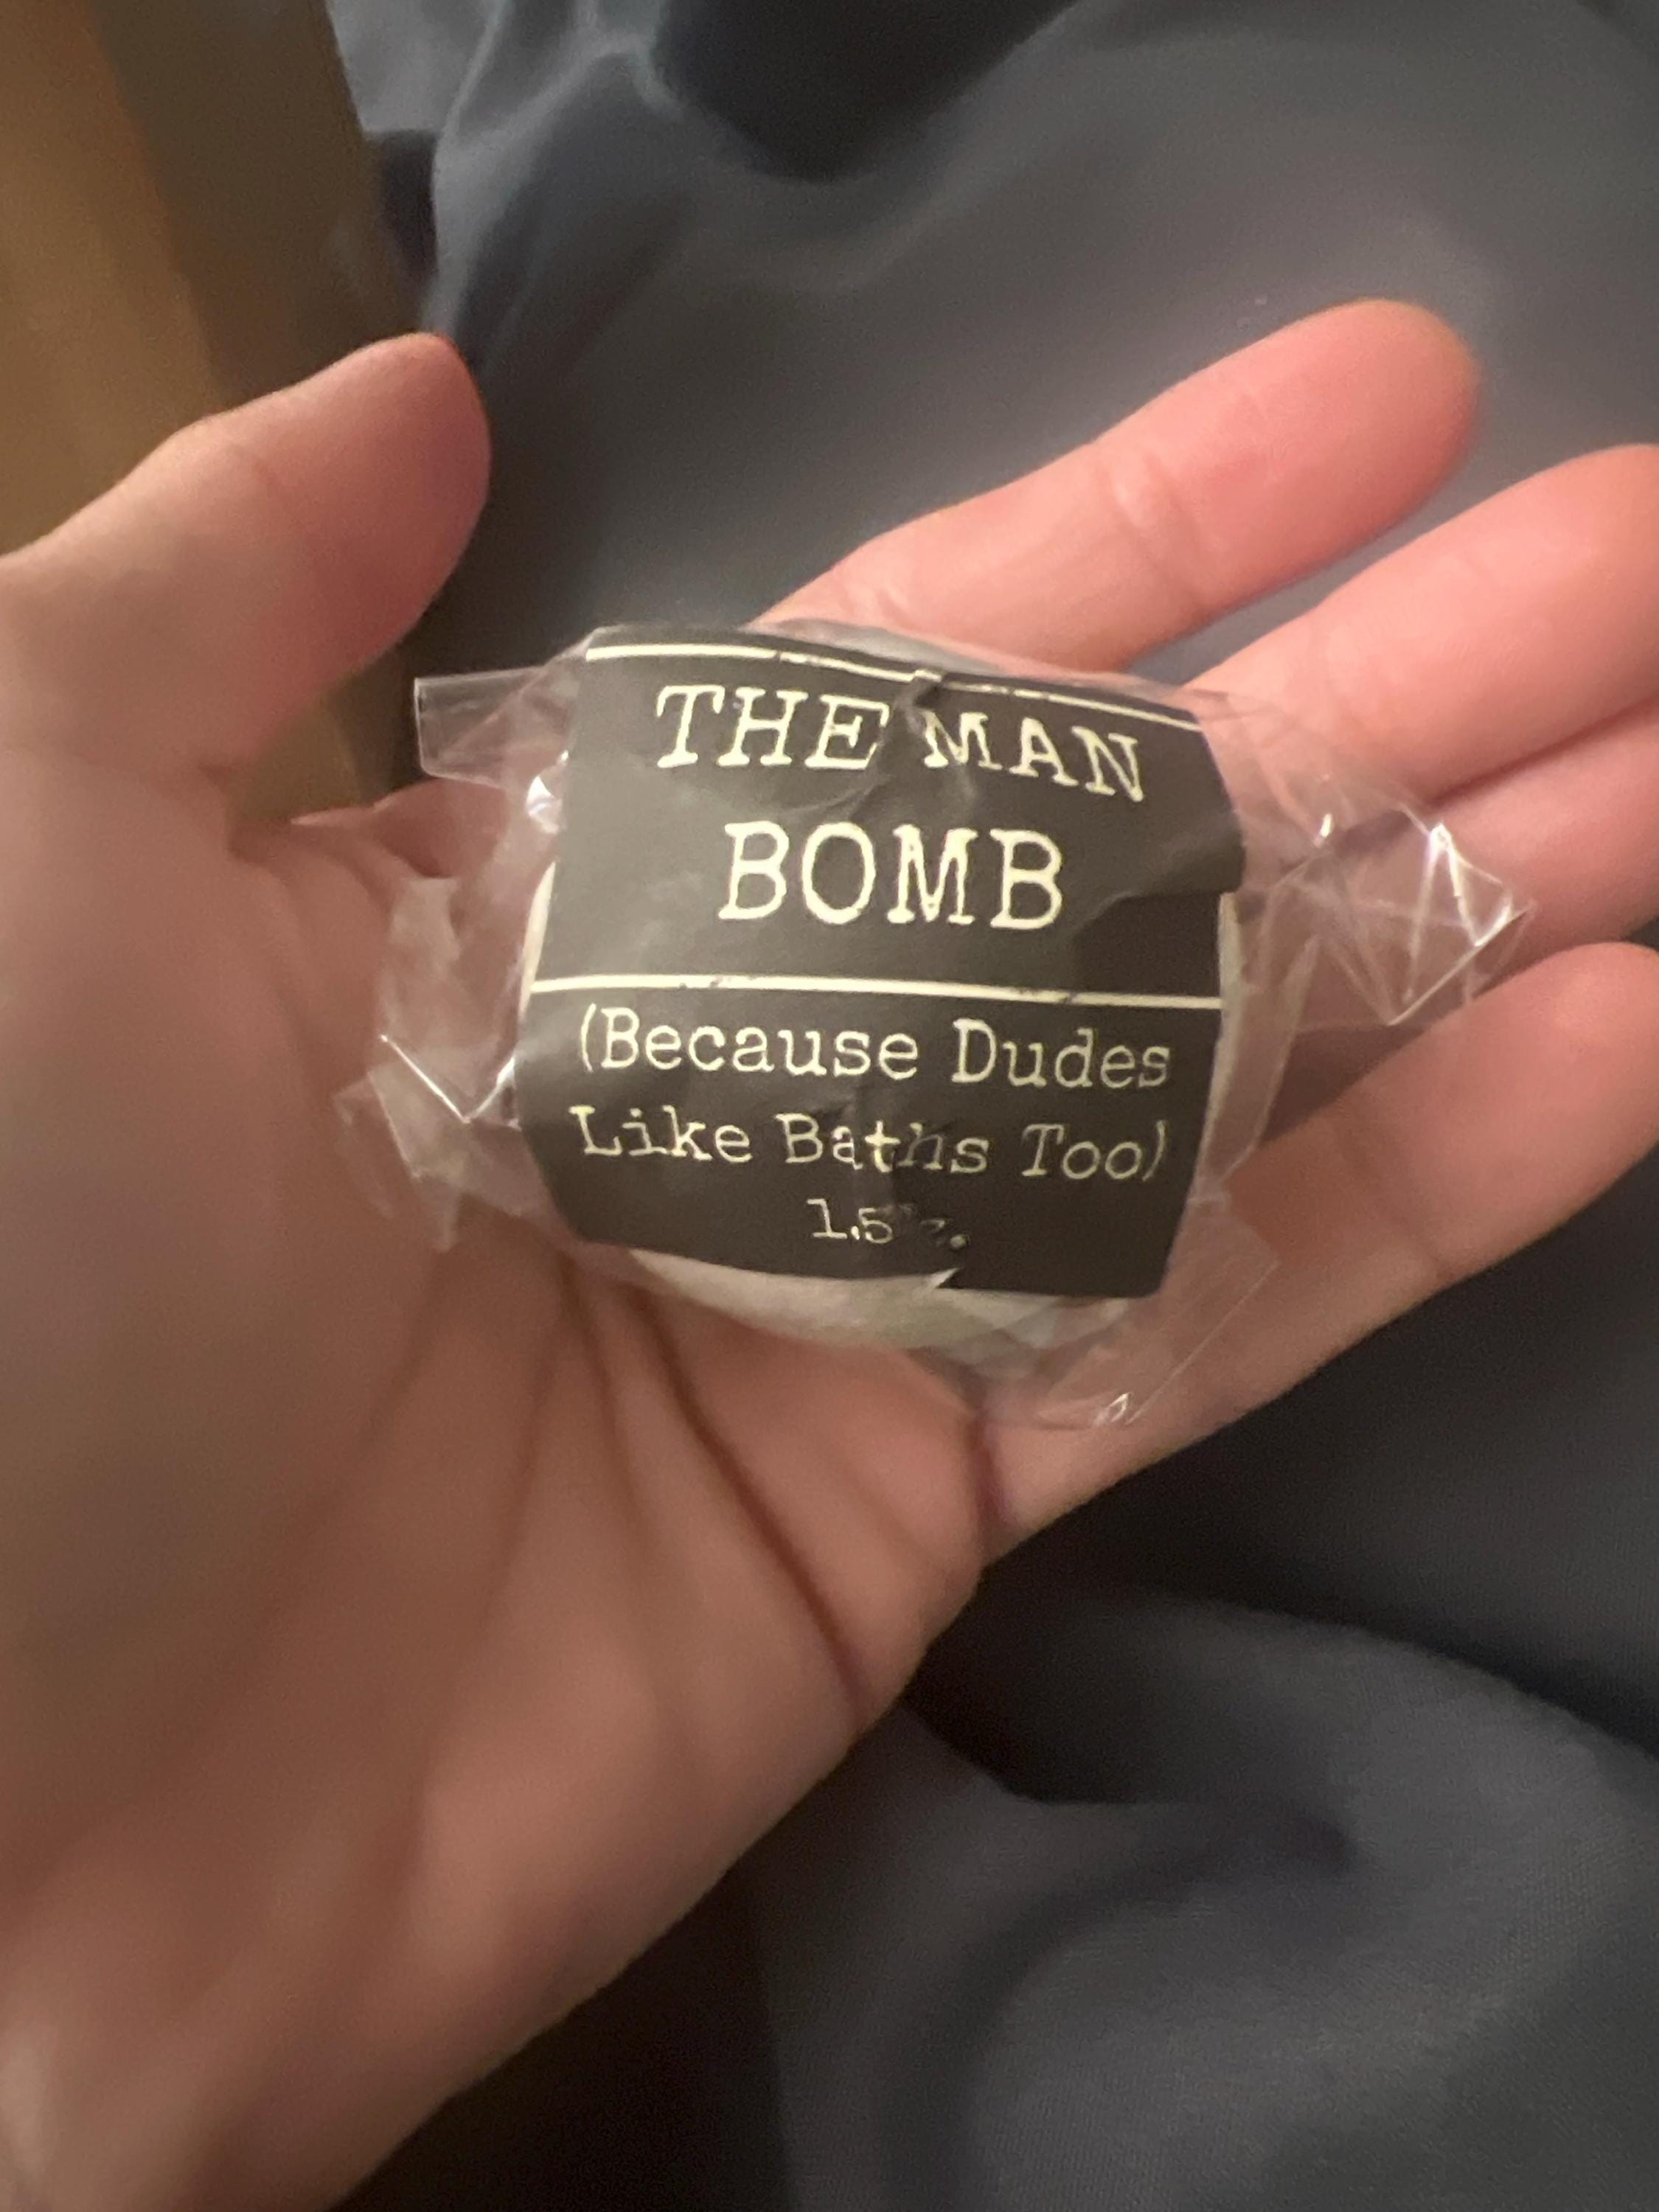 THE MAN
BOMB
(Because Dudes
Like Baths Too)
1.5